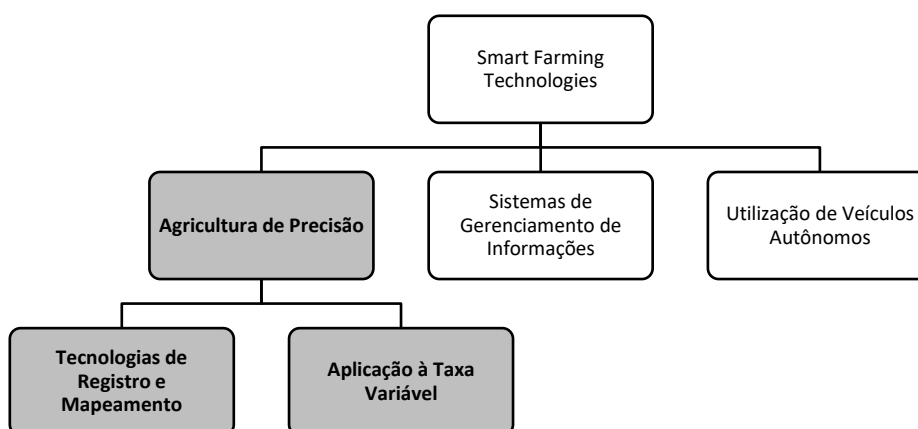 Smart Farming
Technologies
Agricultura de Precisão
Sistemas de
Gerenciamento de
Informações
Utilização de Veículos
Autônomos
Tecnologias de
Registro e
Mapeamento
Aplicação à Taxa
Variável